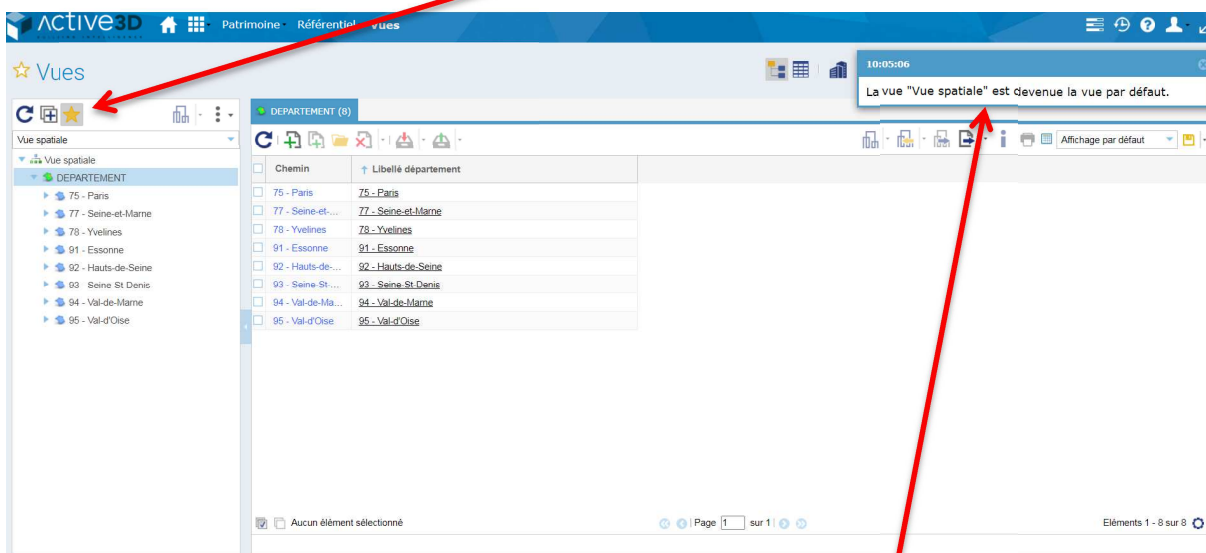 ACTIVE3D Patrimoine Référentiel Vues
Vues
10:05:06
La vue "Vue spatiale" est devenue la vue par défaut.
Vue spatiale
Vue spatiale
DEPARTEMENT
75 - Paris
77 - Seine-et-Marne
78 - Yvelines
91 - Essonne
92 - Hauts-de-Seine
93 - Seine St Denis
94 - Val-de-Marne
95 - Val-d'Oise
DEPARTEMENT (8)
Affichage par défaut
Chemin Libellé département
75 - Paris 75 - Paris
77 - Seine-et-... 77 - Seine-et-Marne
78 - Yvelines 78 - Yvelines
91 - Essonne 91 - Essonne
92 - Hauts-de-... 92 - Hauts-de-Seine
93 - Seine St-... 93 - Seine St Denis
94 - Val-de-Ma... 94 - Val-de-Marne
95 - Val-d'Oise 95 - Val-d'Oise
Aucun élément sélectionné Page 1 sur 1 Eléments 1 - 8 sur 8